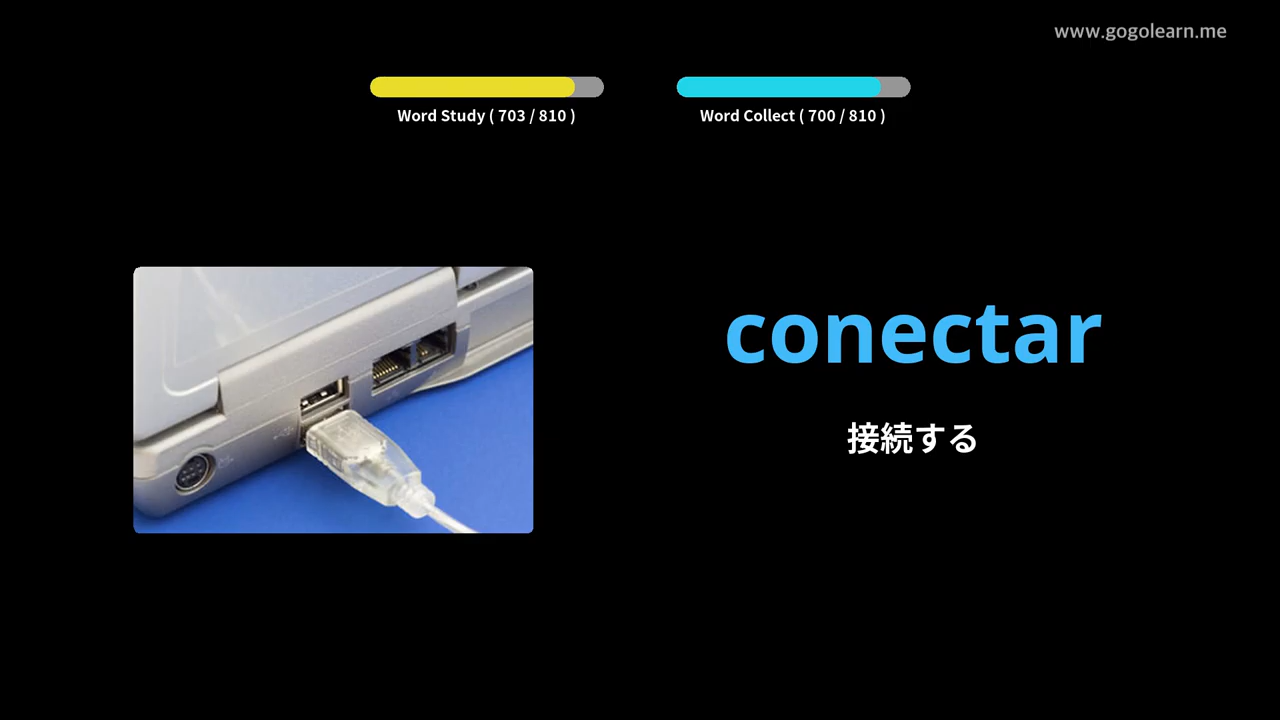 www.gogolearn.me
Word Study ( 703 / 810 )
Word Collect ( 700 / 810 )
conectar
接続する